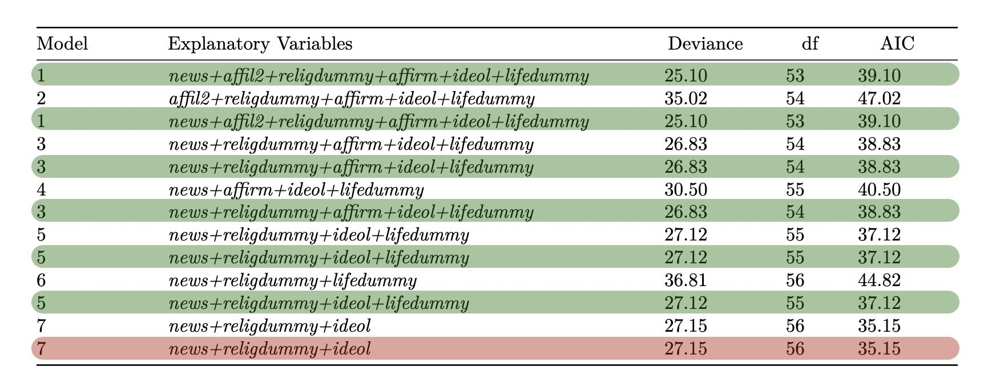 Model Explanatory Variables Deviance df AIC
1 news+affil2+religdummy+affirm+ideol+lifedummy 25.10 53 39.10
2 affil2+religdummy+affirm+ideol+lifedummy 35.02 54 47.02
1 news+affil2+religdummy+affirm+ideol+lifedummy 25.10 53 39.10
3 news+religdummy+affirm+ideol+lifedummy 26.83 54 38.83
3 news+religdummy+affirm+ideol+lifedummy 26.83 54 38.83
4 news+affirm+ideol+lifedummy 30.50 55 40.50
3 news+religdummy+affirm+ideol+lifedummy 26.83 54 38.83
5 news+religdummy+ideol+lifedummy 27.12 55 37.12
5 news+religdummy+ideol+lifedummy 27.12 55 37.12
6 news+religdummy+lifedummy 36.81 56 44.82
5 news+religdummy+ideol+lifedummy 27.12 55 37.12
7 news+religdummy+ideol 27.15 56 35.15
7 news+religdummy+ideol 27.15 56 35.15